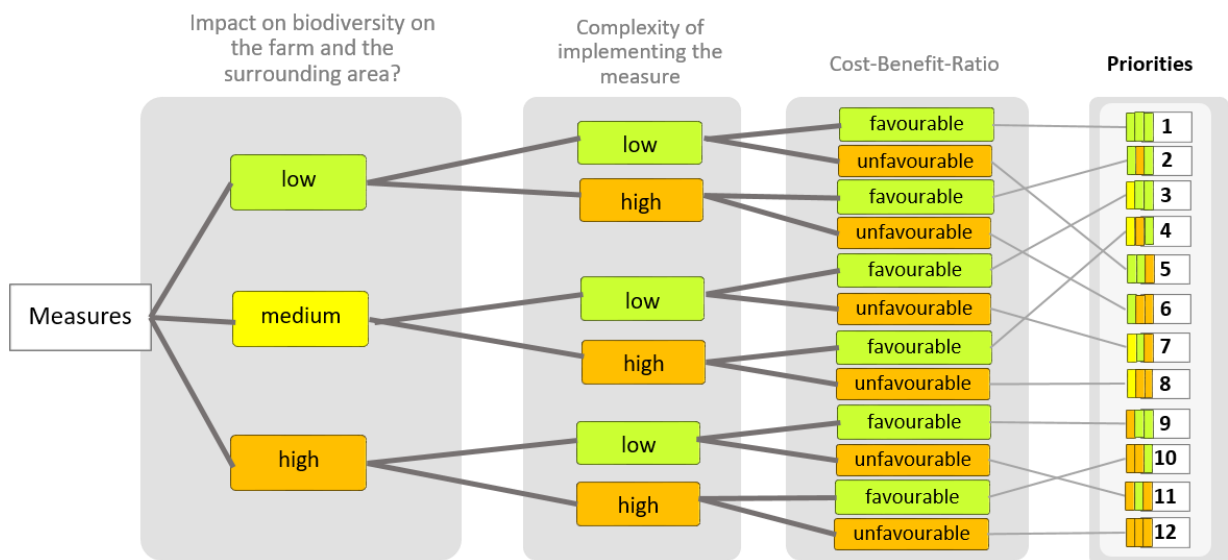 Impact on biodiversity on
the farm and the
surrounding area?
Complexity of
implementing the
measure
Cost-Benefit-Ratio
Priorities
Measures
low
medium
high
low
high
low
high
low
high
favourable
unfavourable
favourable
unfavourable
favourable
unfavourable
favourable
unfavourable
favourable
unfavourable
favourable
unfavourable
1
2
3
4
5
6
7
8
9
10
11
12